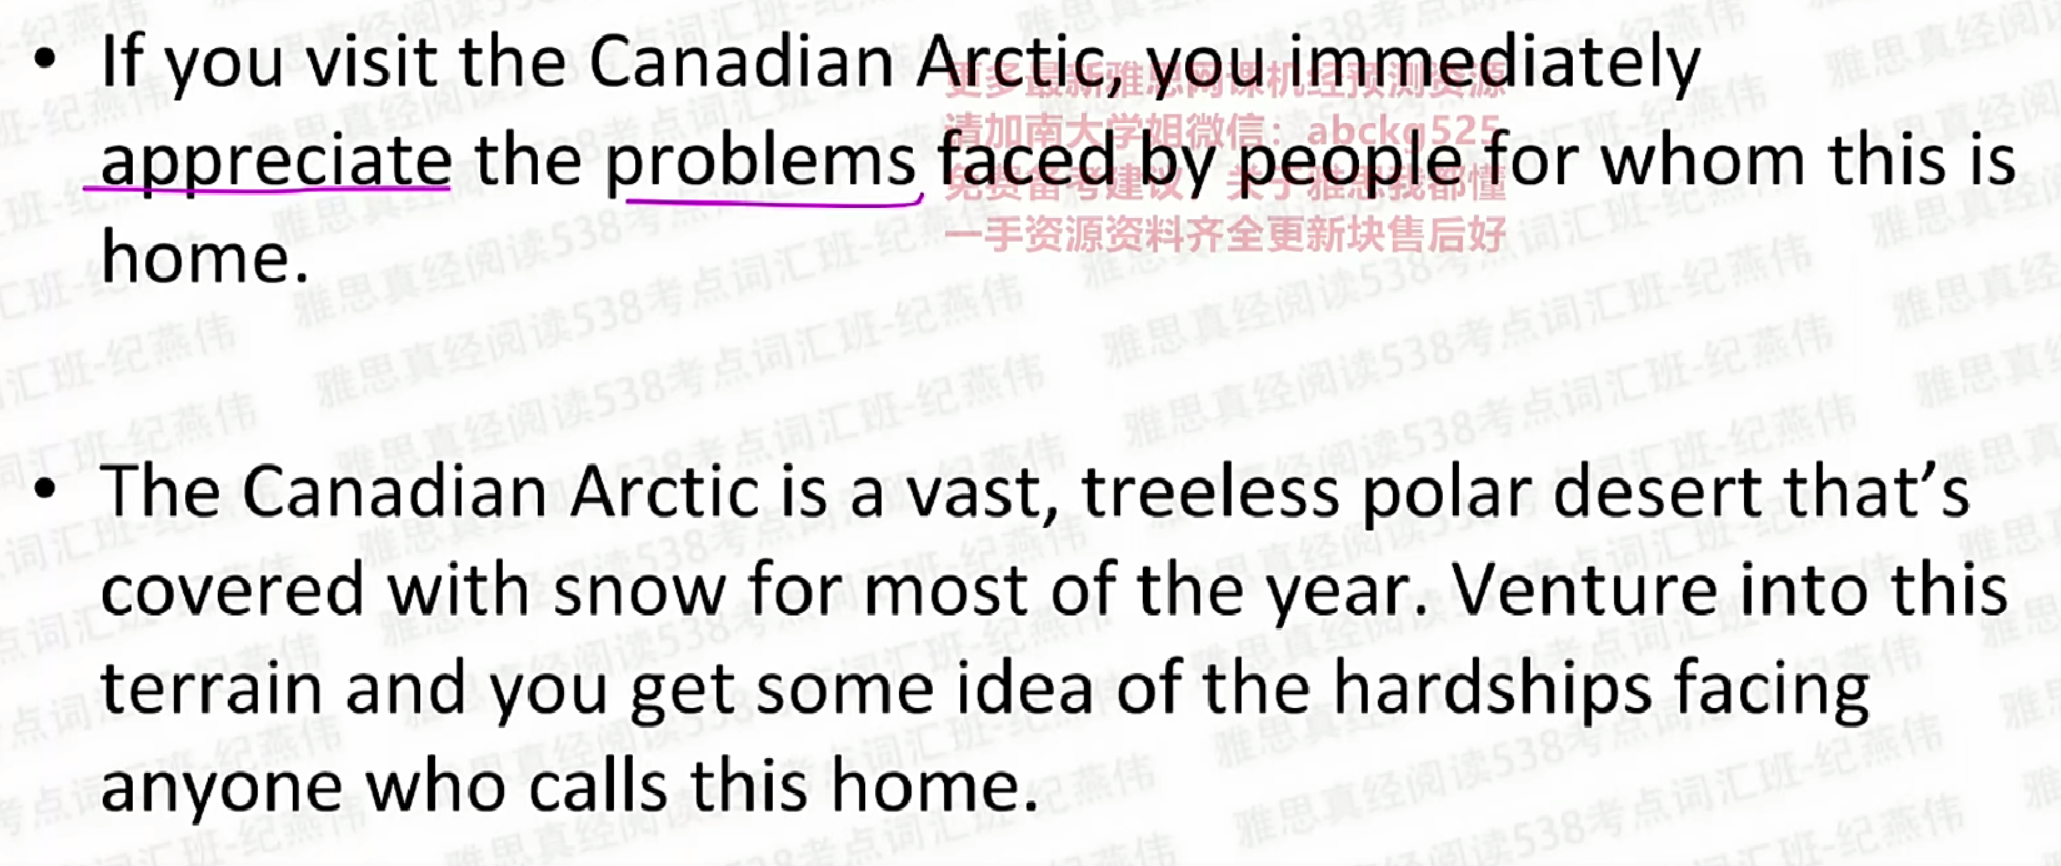 • If you visit the Canadian Arctic, you immediately
appreciate the problems faced by people for whom this is
home.
更多最新雅思网课机经预测资源
请加南大学姐微信：abckg525
免费备考建议，关于雅思我都懂
一手资源资料齐全更新块售后好
• The Canadian Arctic is a vast, treeless polar desert that’s
covered with snow for most of the year. Venture into this
terrain and you get some idea of the hardships facing
anyone who calls this home.
雅思真经阅读538考点词汇班-纪燕伟